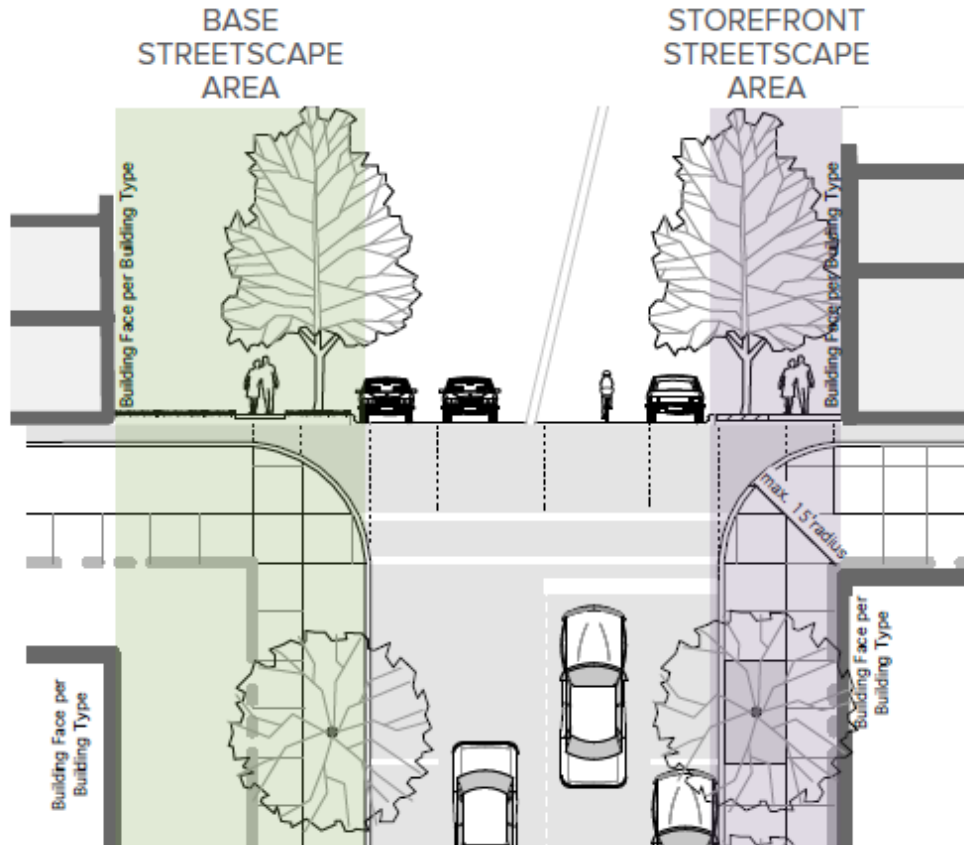 BASE
STREETSCAPE
AREA
STOREFRONT
STREETSCAPE
AREA
Building Face per Building Type
Building Face per Building Type
max. 15' radius
Building Face per
Building Type
Building Face per
Building Type